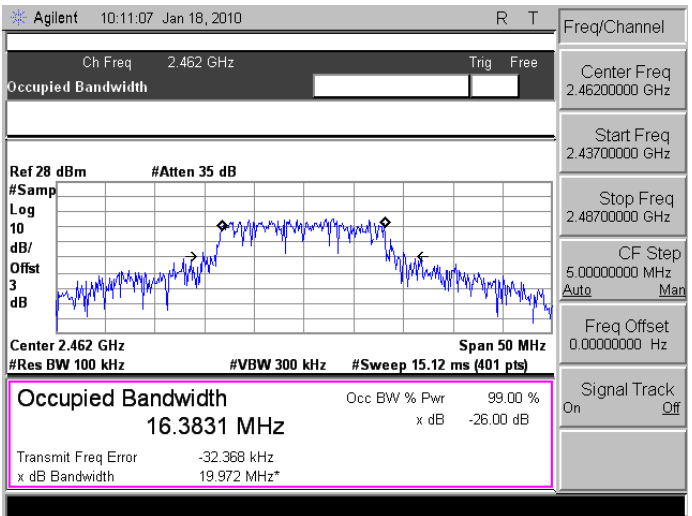 Agilent 10:11:07 Jan 18, 2010 R T
Ch Freq 2.462 GHz Trig Free
Occupied Bandwidth
Ref 28 dBm #Atten 35 dB
#Samp
Log
10
dB/
Offst
3
dB
Center 2.462 GHz Span 50 MHz
#Res BW 100 kHz #VBW 300 kHz #Sweep 15.12 ms (401 pts)
Occupied Bandwidth Occ BW % Pwr 99.00 %
16.3831 MHz x dB -26.00 dB
Transmit Freq Error -32.368 kHz
x dB Bandwidth 19.972 MHz*
Freq/Channel
Center Freq
2.46200000 GHz
Start Freq
2.43700000 GHz
Stop Freq
2.48700000 GHz
CF Step
5.00000000 MHz
Auto Man
Freq Offset
0.00000000 Hz
Signal Track
On Off